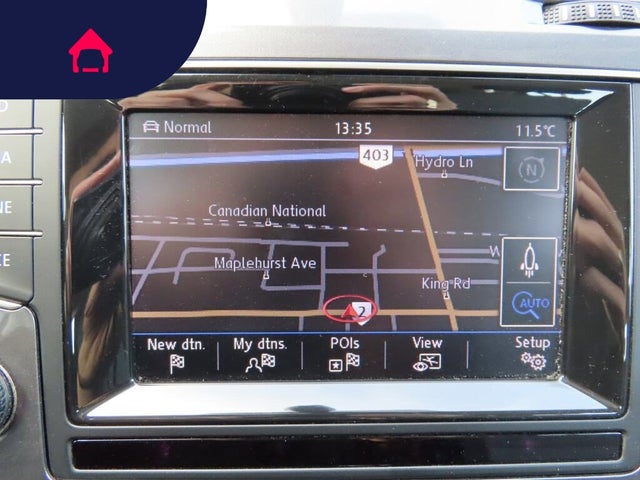 Normal
13:35
11.5°C
403
Hydro Ln
N
Canadian National
Maplehurst Ave
W
King Rd
AUTO
2
New dtn.
My dtns.
POIs
View
Setup